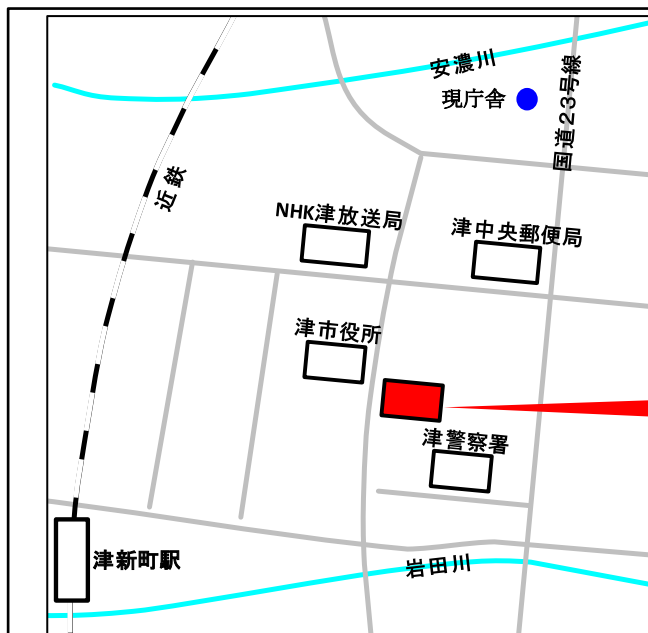 安濃川
現庁舎
国道23号線
近鉄
NHK津放送局
津中央郵便局
津市役所
津警察署
津新町駅
岩田川